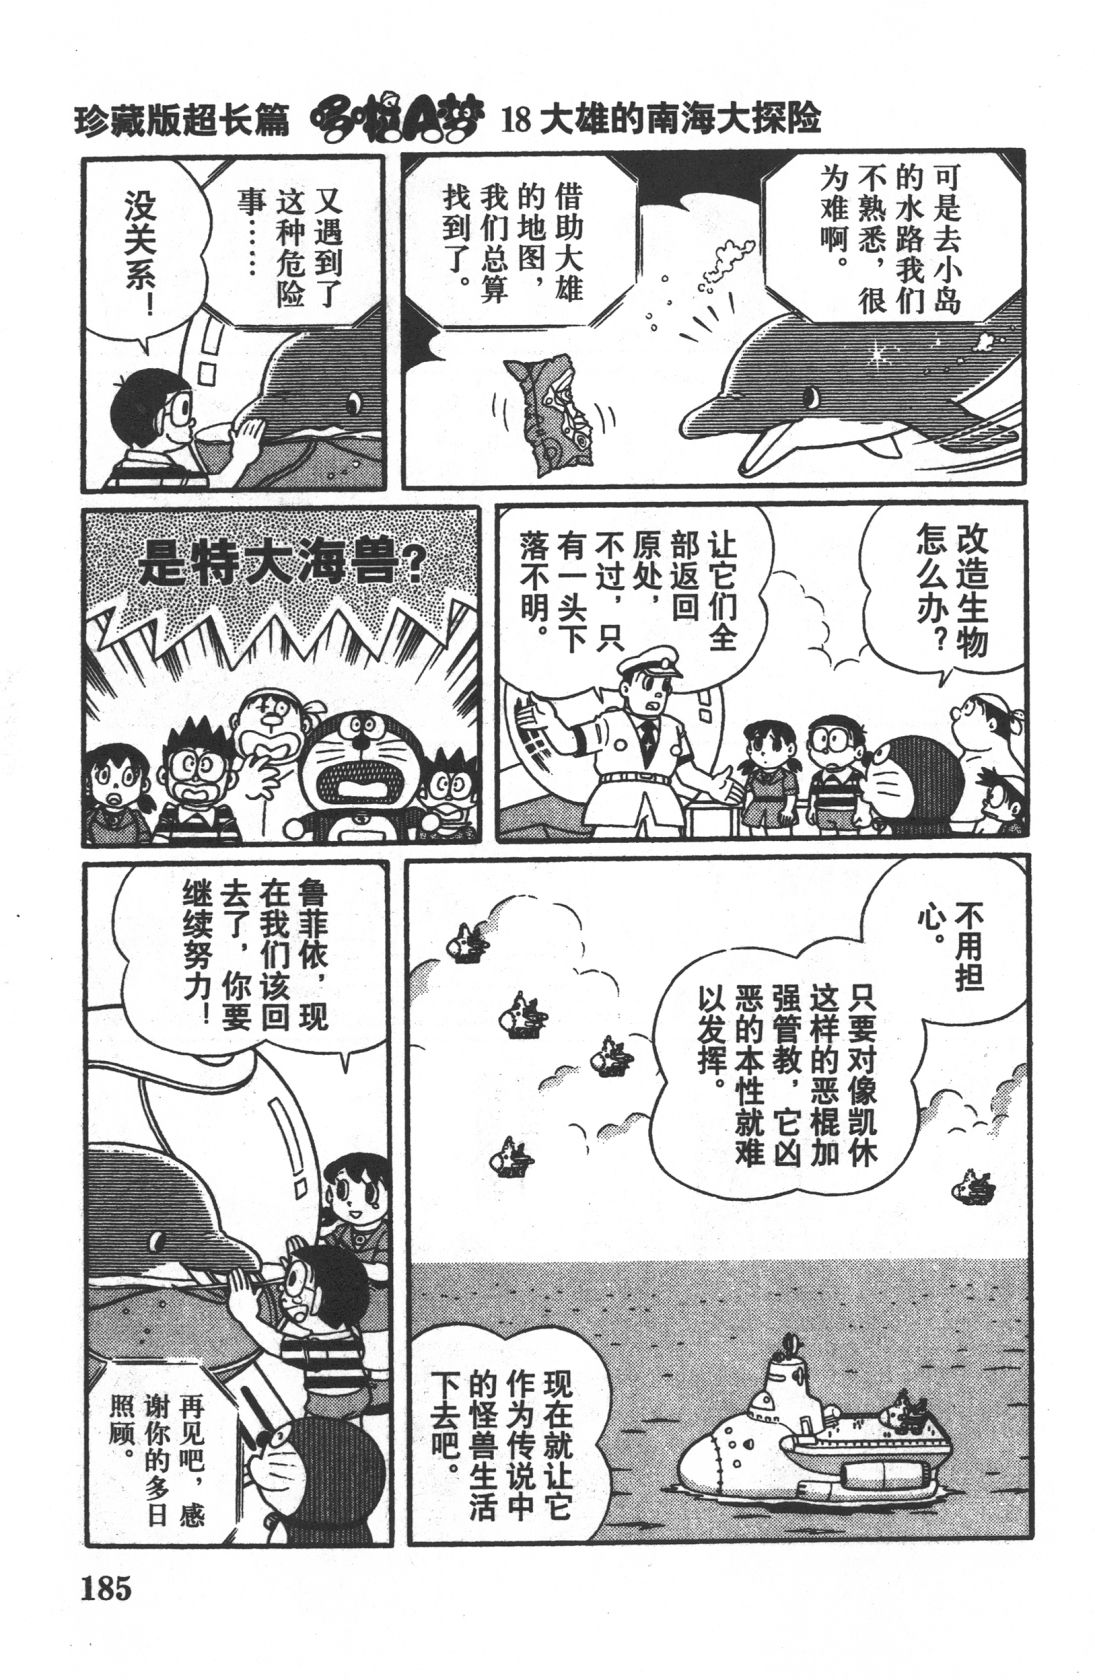 珍藏版超长篇 哆啦A梦 18 大雄的南海大探险
可是去小岛
的水路我们
不熟悉，很
为难啊。
借助大雄
的地图，
我们总算
找到了。
又遇到了
这种危险
事……
没关系！
改造生物
怎么办？
让它们全
部返回
原处，
不过，只
有一头下
落不明。
是特大海兽？
不用担
心。
只要对像凯休
这样的恶棍加
强管教，它凶
恶的本性就难
以发挥。
现在就让它
作为传说中
的怪兽生活
下去吧。
鲁菲依，现
在我们该回
去了，你要
继续努力！
再见吧，感
谢你的多日
照顾。
185